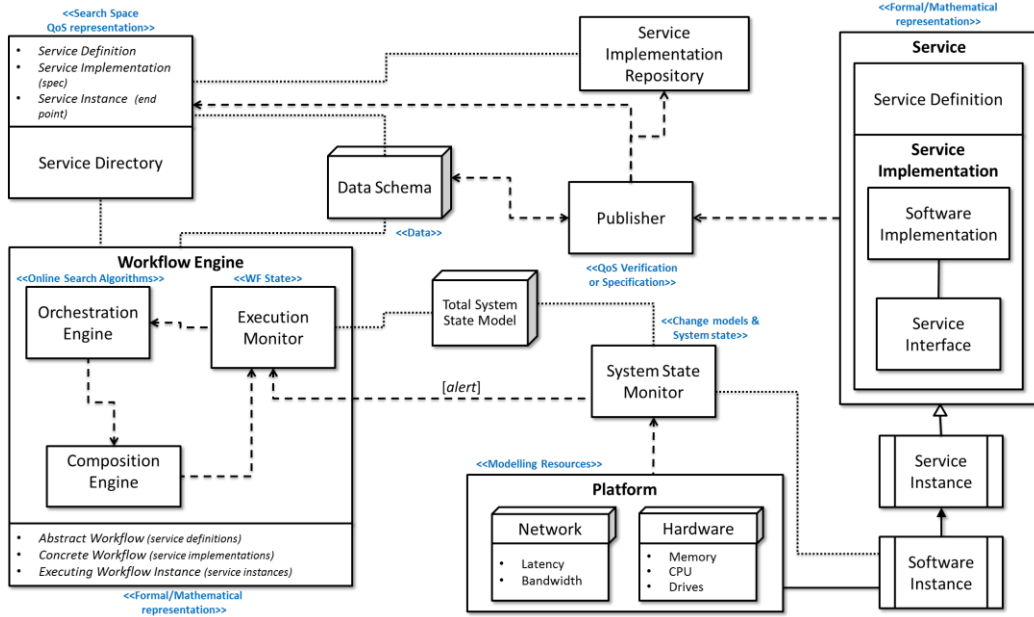 <<Search Space
QoS representation>>
• Service Definition
• Service Implementation
(spec)
• Service Instance (end
point)
Service Directory
Service
Implementation
Repository
<<Formal/Mathematical
representation>>
Service
Service Definition
Service
Implementation
Software
Implementation
Service
Interface
Data Schema
<<Data>>
Publisher
<<QoS Verification
or Specification>>
Workflow Engine
<<Online Search Algorithms>>
<<WF State>>
Orchestration
Engine
Execution
Monitor
Composition
Engine
• Abstract Workflow (service definitions)
• Concrete Workflow (service implementations)
• Executing Workflow Instance (service instances)
<<Formal/Mathematical
representation>>
Total System
State Model
<<Change models &
System state>>
System State
Monitor
[alert]
<<Modelling Resources>>
Platform
Network
• Latency
• Bandwidth
Hardware
• Memory
• CPU
• Drives
Service
Instance
Software
Instance